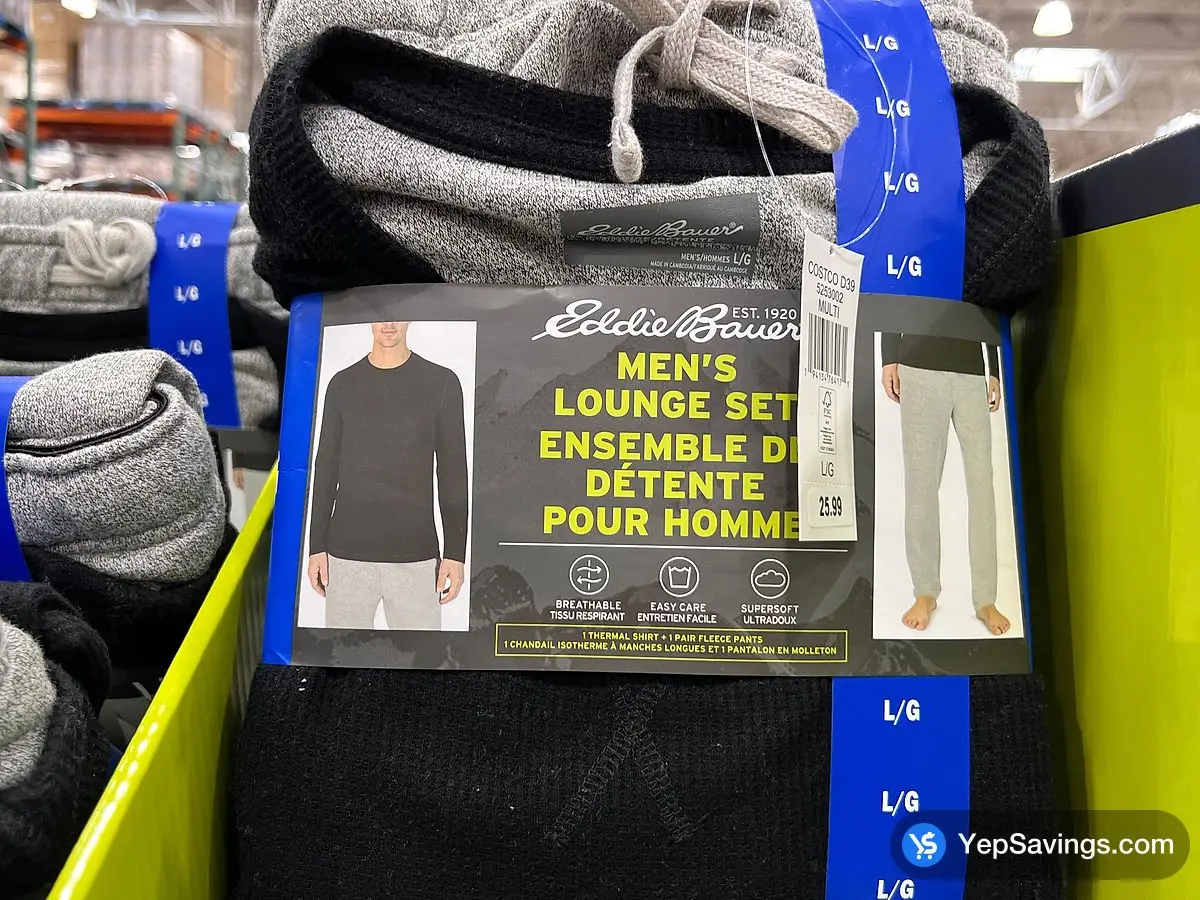 L/G
L/G
L/G
L/G
L/G
L/G
L/G
Eddie Bauer
MEN'S/HOMMES L/G
MADE IN CAMBODIA/FABRIQUÉ AU CAMBODGE
COSTCO D39
5253002
MULTI
FSC
L/G
25.99
Eddie Bauer
EST. 1920
MEN'S
LOUNGE SET
ENSEMBLE DE
DÉTENTE
POUR HOMME
BREATHABLE
TISSU RESPIRANT
EASY CARE
ENTRETIEN FACILE
SUPERSOFT
ULTRADOUX
1 THERMAL SHIRT + 1 PAIR FLEECE PANTS
1 CHANDAIL ISOTHERME À MANCHES LONGUES ET 1 PANTALON EN MOLLETON
L/G
L/G
L/G
YepSavings.com